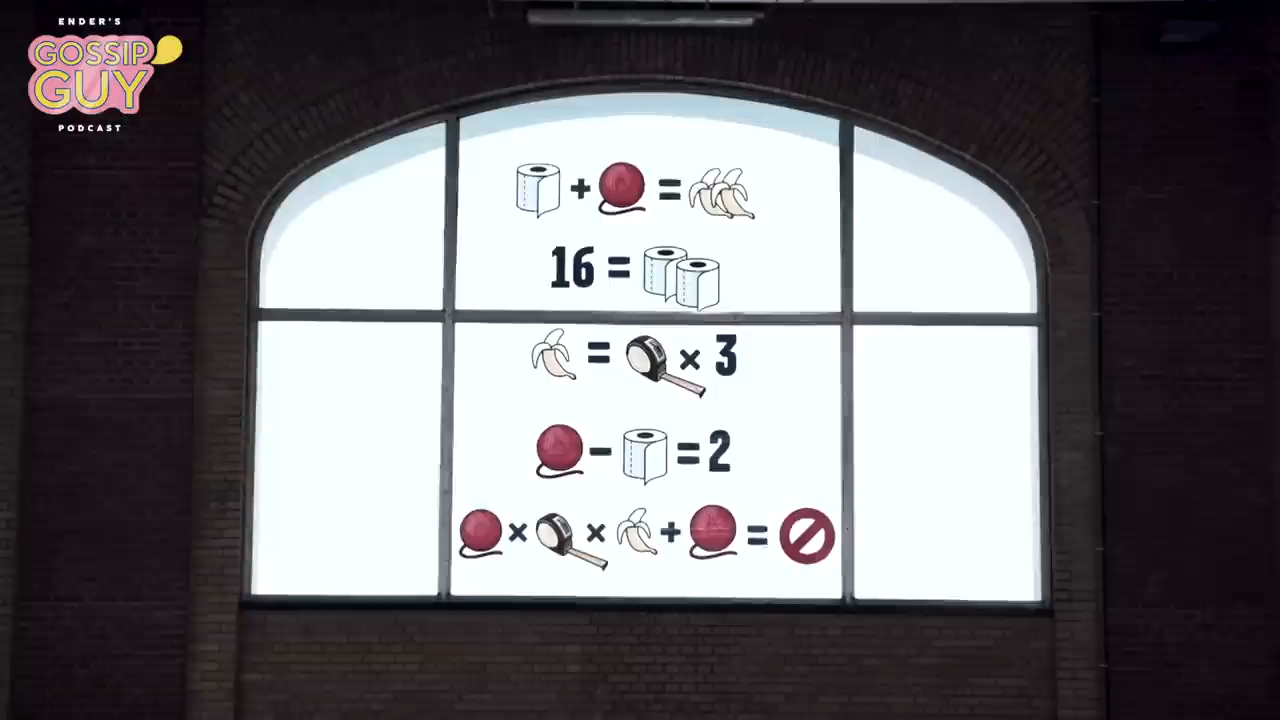 ENDER'S
GOSSIP
GUY
PODCAST
+ =
16 =
= × 3
- = 2
× × + =